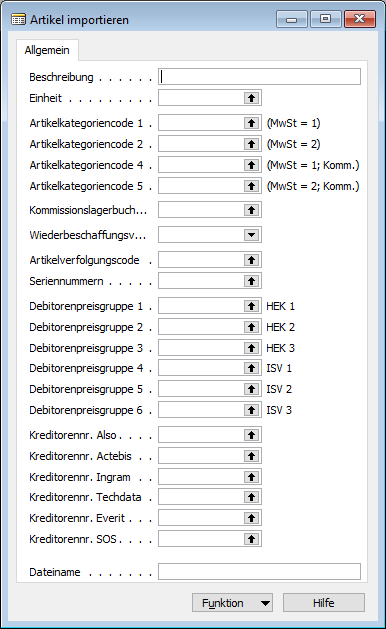 Artikel importieren
Allgemein
Beschreibung . . . . . .
Einheit . . . . . . . . .
Artikelkategoriencode 1 . (MwSt = 1)
Artikelkategoriencode 2 . (MwSt = 2)
Artikelkategoriencode 4 . (MwSt = 1; Komm.)
Artikelkategoriencode 5 . (MwSt = 2; Komm.)
Kommissionslagerbuch...
Wiederbeschaffungsv...
Artikelverfolgungscode .
Seriennummern . . . . .
Debitorenpreisgruppe 1 . HEK 1
Debitorenpreisgruppe 2 . HEK 2
Debitorenpreisgruppe 3 . HEK 3
Debitorenpreisgruppe 4 . ISV 1
Debitorenpreisgruppe 5 . ISV 2
Debitorenpreisgruppe 6 . ISV 3
Kreditorennr. Also . . . .
Kreditorennr. Actebis . .
Kreditorennr. Ingram . .
Kreditorennr. Techdata .
Kreditorennr. Everit . . .
Kreditorennr. SOS . . . .
Dateiname . . . . . . .
Funktion Hilfe